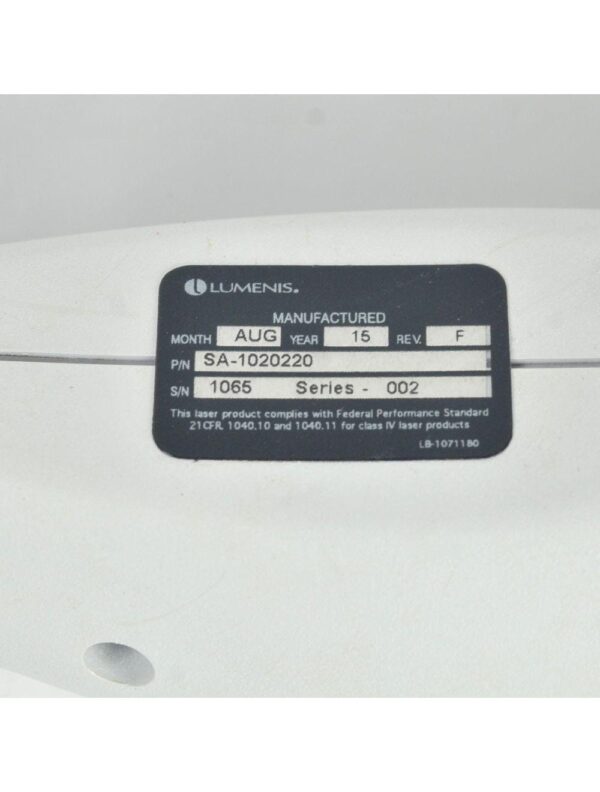 LUMENIS®
MANUFACTURED
MONTH AUG YEAR 15 REV. F
P/N SA-1020220
S/N 1065 Series - 002
This laser product complies with Federal Performance Standard
21CFR, 1040.10 and 1040.11 for class IV laser products
LB-1071180